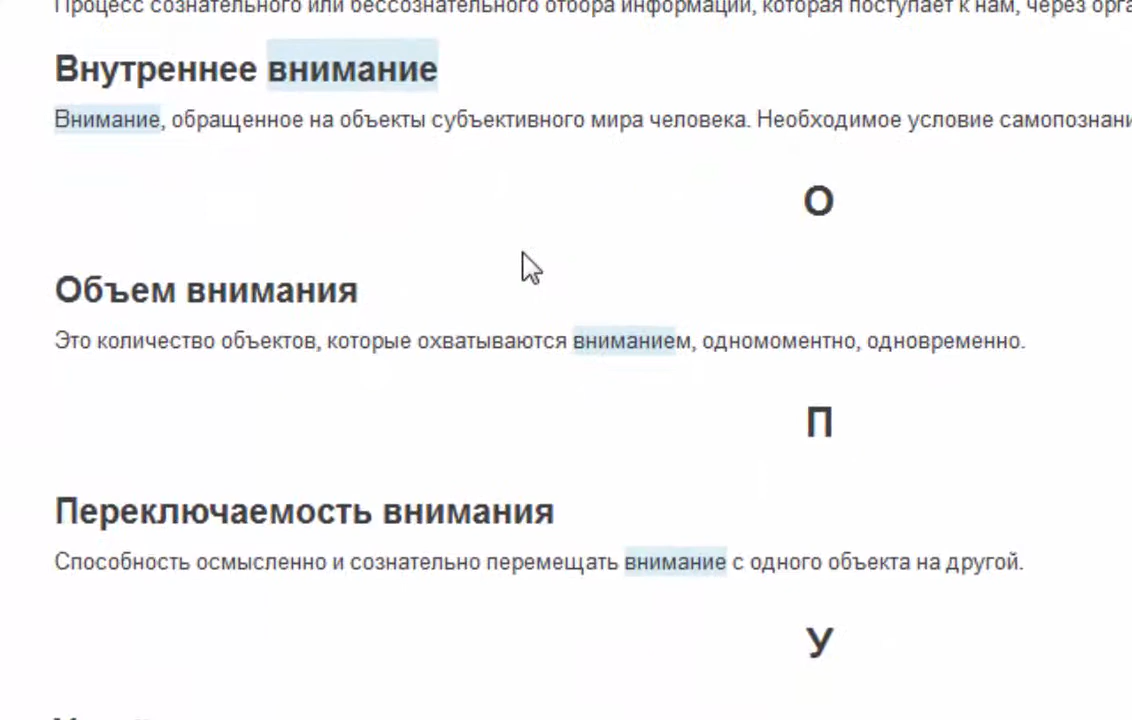 Процесс сознательного или бессознательного отбора информации, которая поступает к нам, через
Внутреннее внимание
Внимание, обращенное на объекты субъективного мира человека. Необходимое условие
О
Объем внимания
Это количество объектов, которые охватываются вниманием, одномоментно, одновременно.
П
Переключаемость внимания
Способность осмысленно и сознательно перемещать внимание с одного объекта на другой.
У